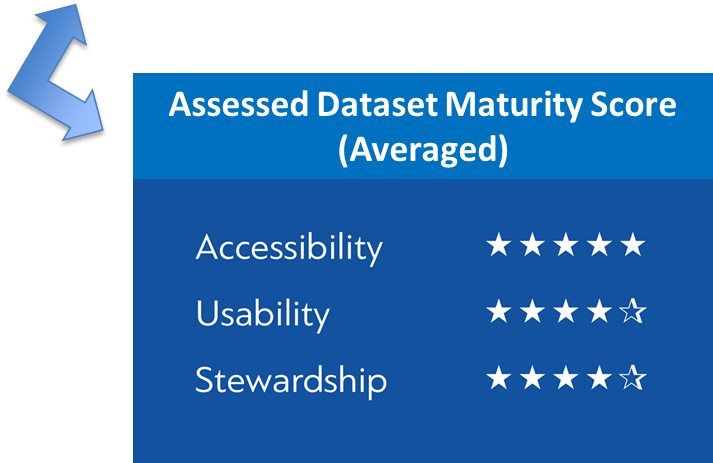 Assessed Dataset Maturity Score
(Averaged)
Accessibility ★★★★★
Usability ★★★★☆
Stewardship ★★★★☆